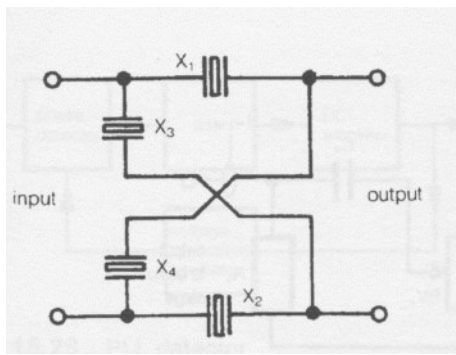 X₁
X₃
input
output
X₄
X₂